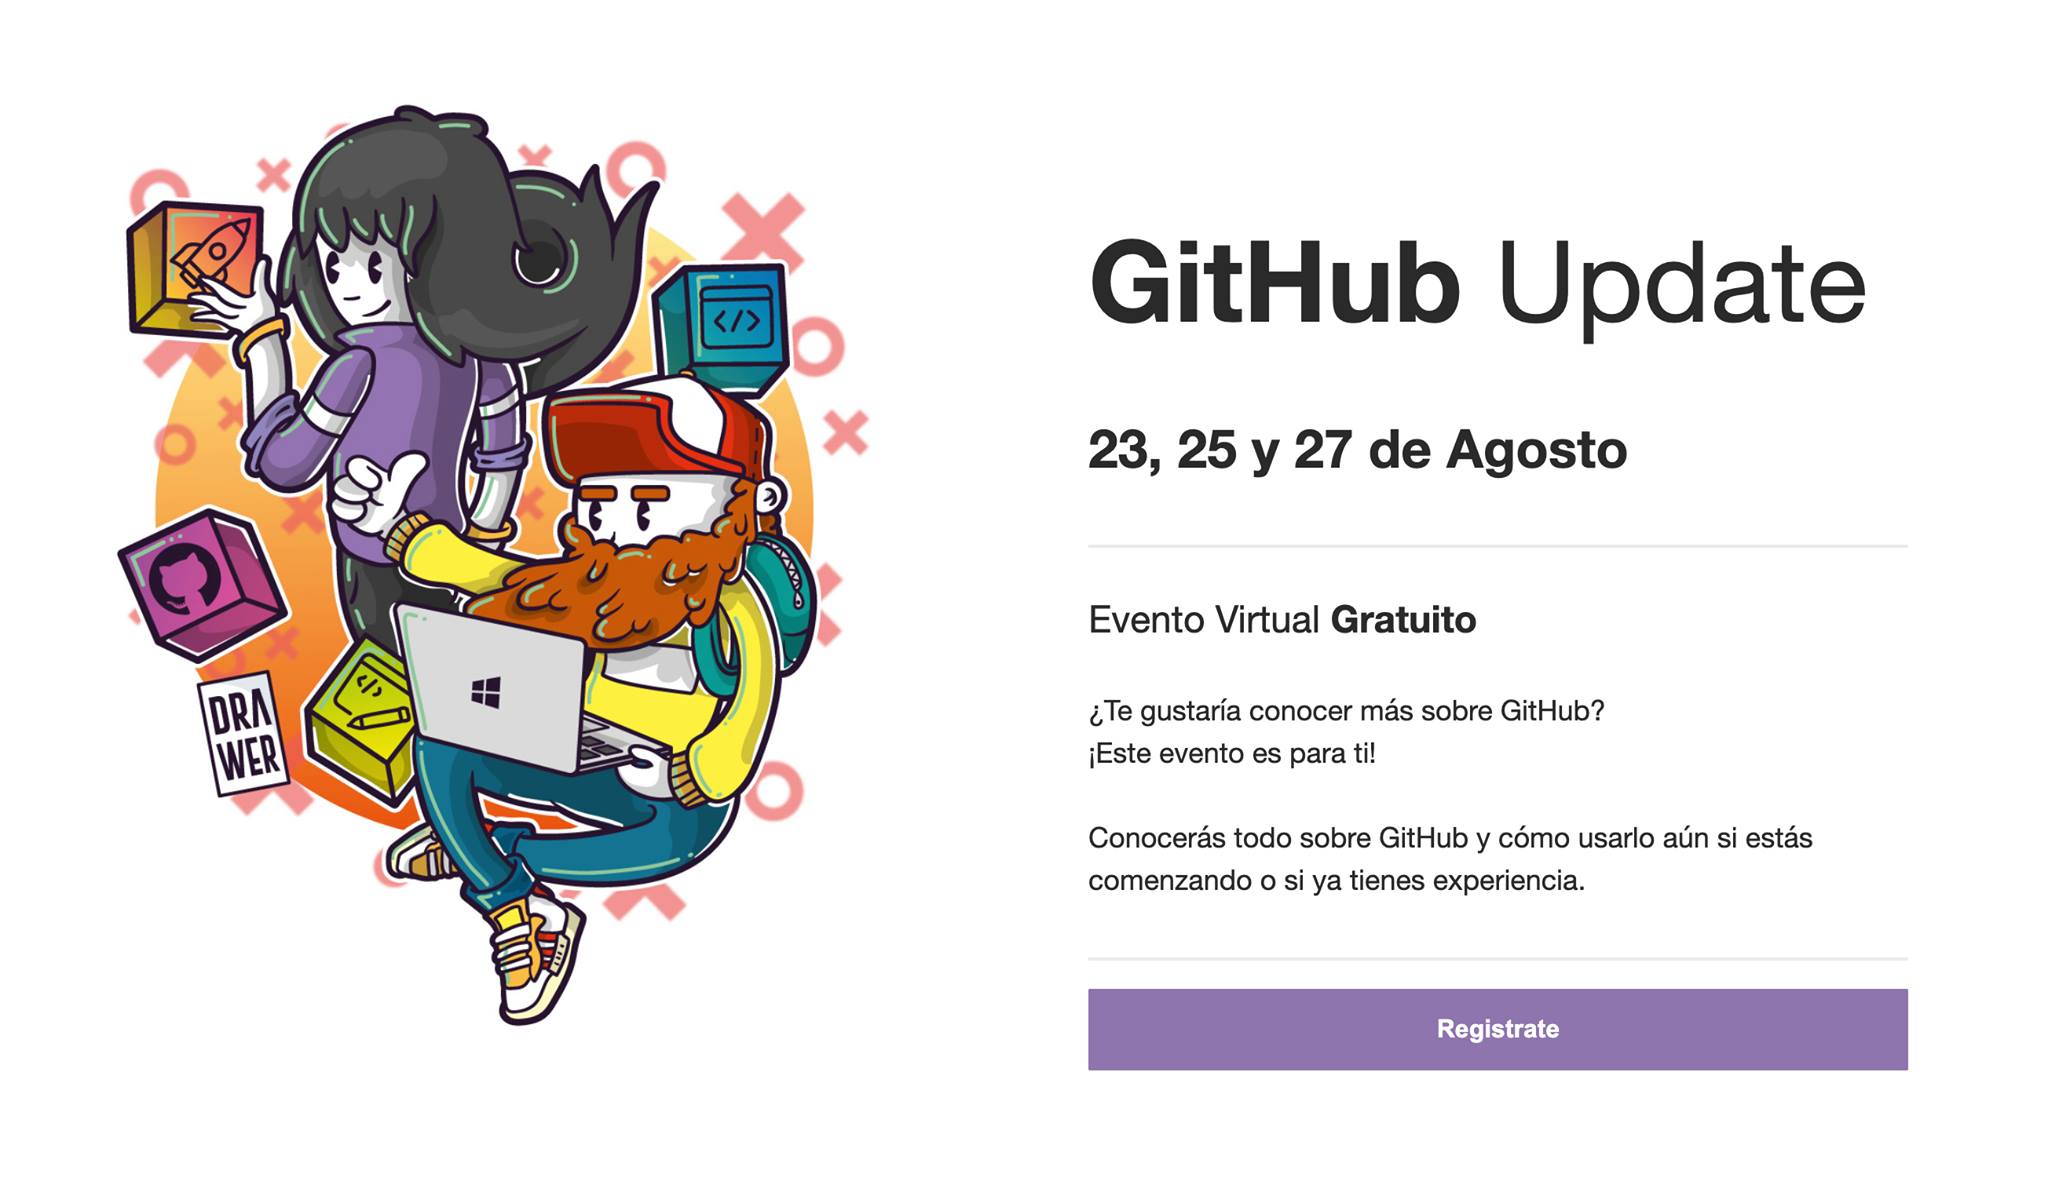 GitHub Update
23, 25 y 27 de Agosto
Evento Virtual Gratuito
¿Te gustaría conocer más sobre GitHub?
¡Este evento es para ti!
Conocerás todo sobre GitHub y cómo usarlo aún si estás
comenzando o si ya tienes experiencia.
Registrate
</>
</>
DRA
WER